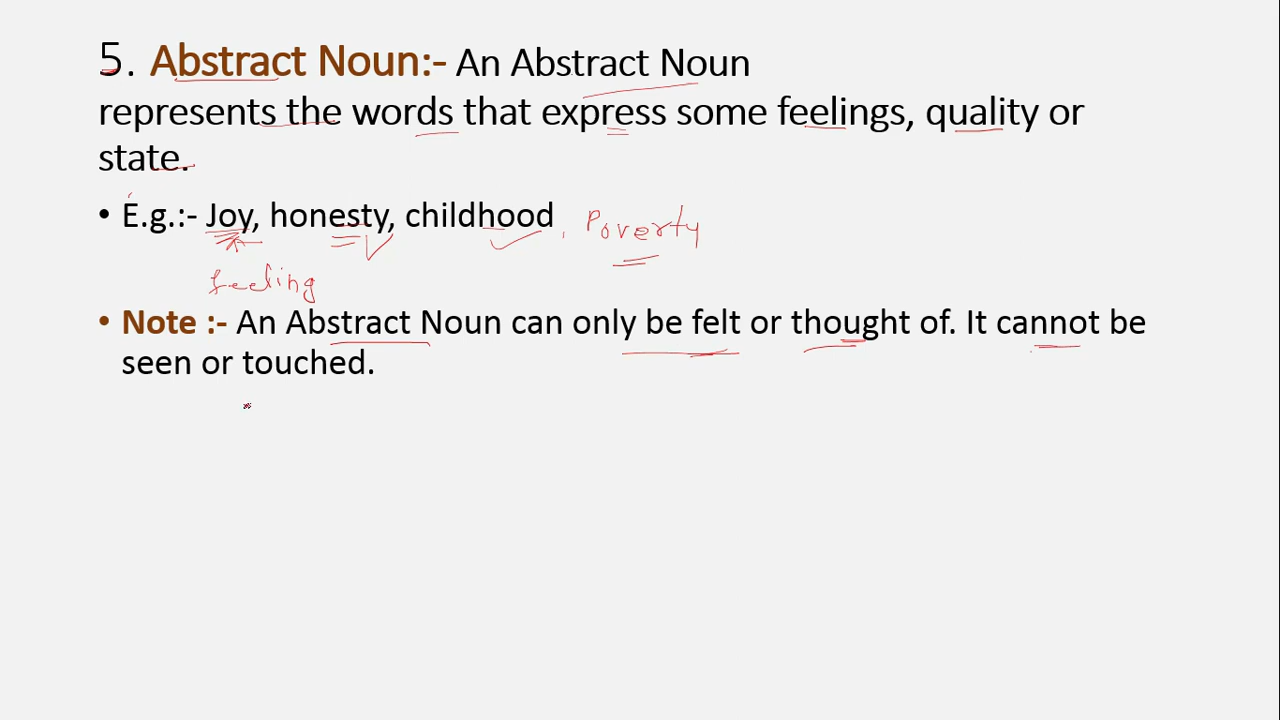 5. Abstract Noun:- An Abstract Noun
represents the words that express some feelings, quality or
state.
• E.g.:- Joy, honesty, childhood , Poverty
feeling
• Note :- An Abstract Noun can only be felt or thought of. It cannot be
seen or touched.